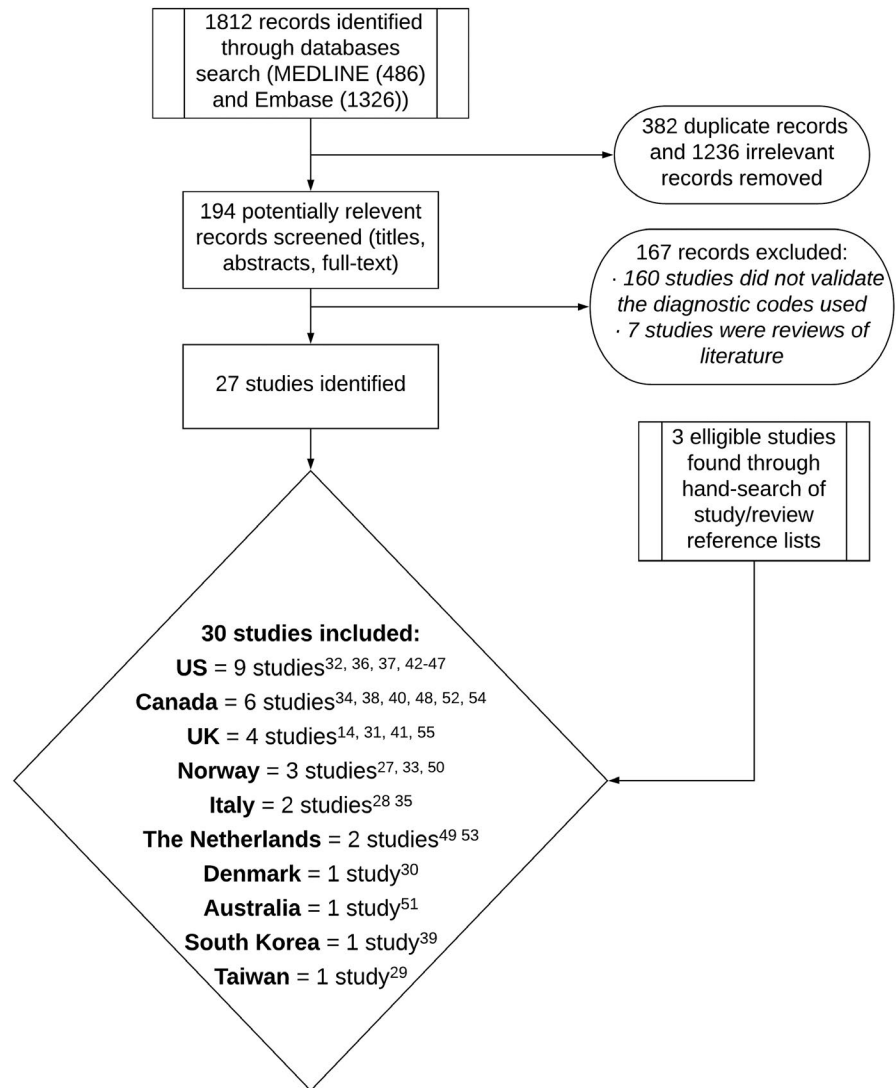 1812 records identified
through databases
search (MEDLINE (486)
and Embase (1326))
382 duplicate records
and 1236 irrelevant
records removed
194 potentially relevent
records screened (titles,
abstracts, full-text)
167 records excluded:
· 160 studies did not validate
the diagnostic codes used
· 7 studies were reviews of
literature
27 studies identified
3 elligible studies
found through
hand-search of
study/review
reference lists
30 studies included:
US = 9 studies32, 36, 37, 42-47
Canada = 6 studies34, 38, 40, 48, 52, 54
UK = 4 studies14, 31, 41, 55
Norway = 3 studies27, 33, 50
Italy = 2 studies28 35
The Netherlands = 2 studies49 53
Denmark = 1 study30
Australia = 1 study51
South Korea = 1 study39
Taiwan = 1 study29